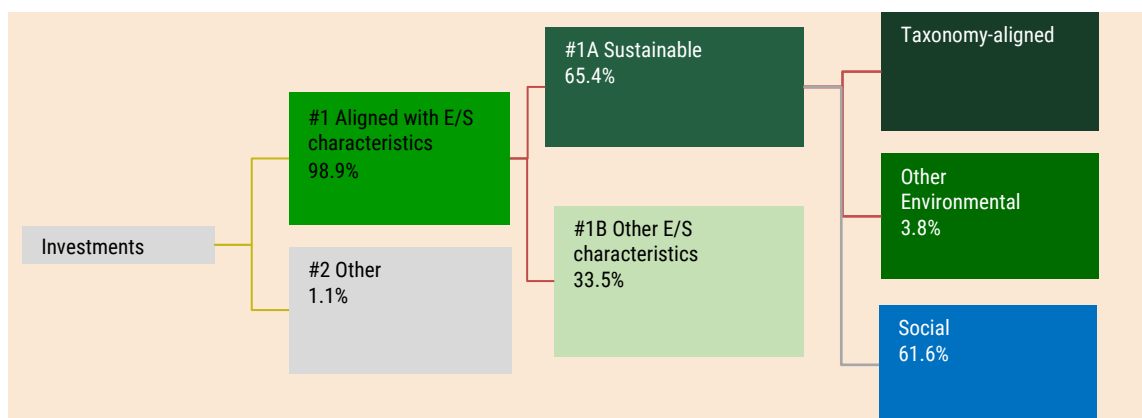 Investments
#1 Aligned with E/S
characteristics
98.9%
#2 Other
1.1%
#1A Sustainable
65.4%
#1B Other E/S
characteristics
33.5%
Taxonomy-aligned
Other
Environmental
3.8%
Social
61.6%